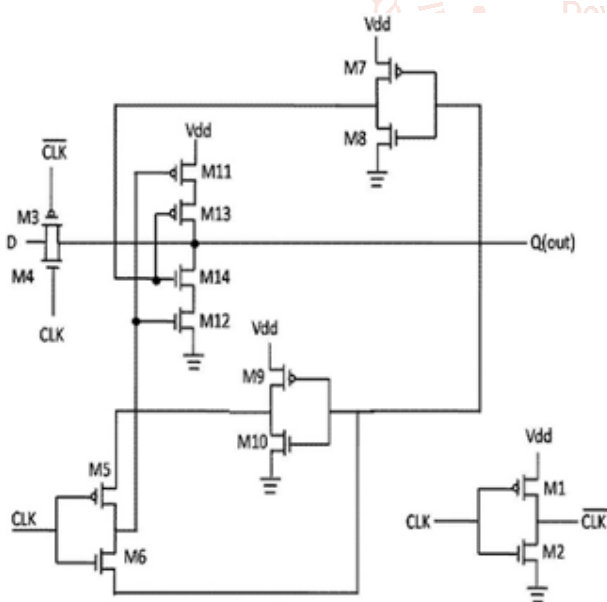 Vdd
M7
M8
Vdd
CLK
M11
M3
M13
D
Q(out)
M4
M14
M12
CLK
Vdd
M9
M10
M5
CLK
M6
Vdd
M1
CLK
CLK
M2